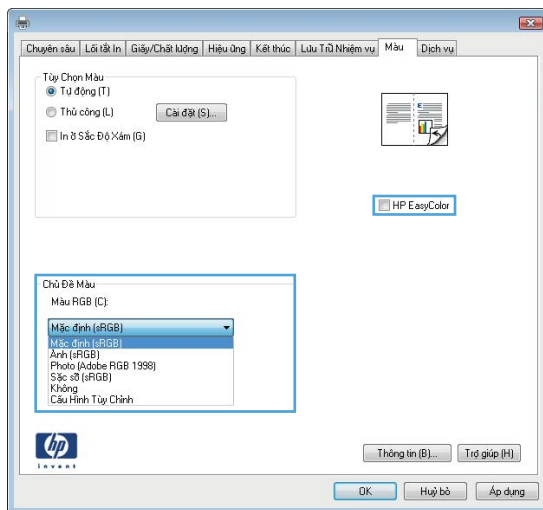 Chuyên sâu Lối tắt In Giấy/Chất lượng Hiệu ứng Kết thúc Lưu Trữ Nhiệm vụ Màu Dịch vụ
Tùy Chọn Màu
Tự động (T)
Thủ công (L) Cài đặt (S)...
In ở Sắc Độ Xám (G)
HP EasyColor
Chủ Đề Màu
Màu RGB (C):
Mặc định (sRGB)
Mặc định (sRGB)
Ảnh (sRGB)
Photo (Adobe RGB 1998)
Sặc sỡ (sRGB)
Không
Cấu Hình Tùy Chỉnh
hp
invent
Thông tin (B)... Trợ giúp (H)
OK Huỷ bỏ Áp dụng